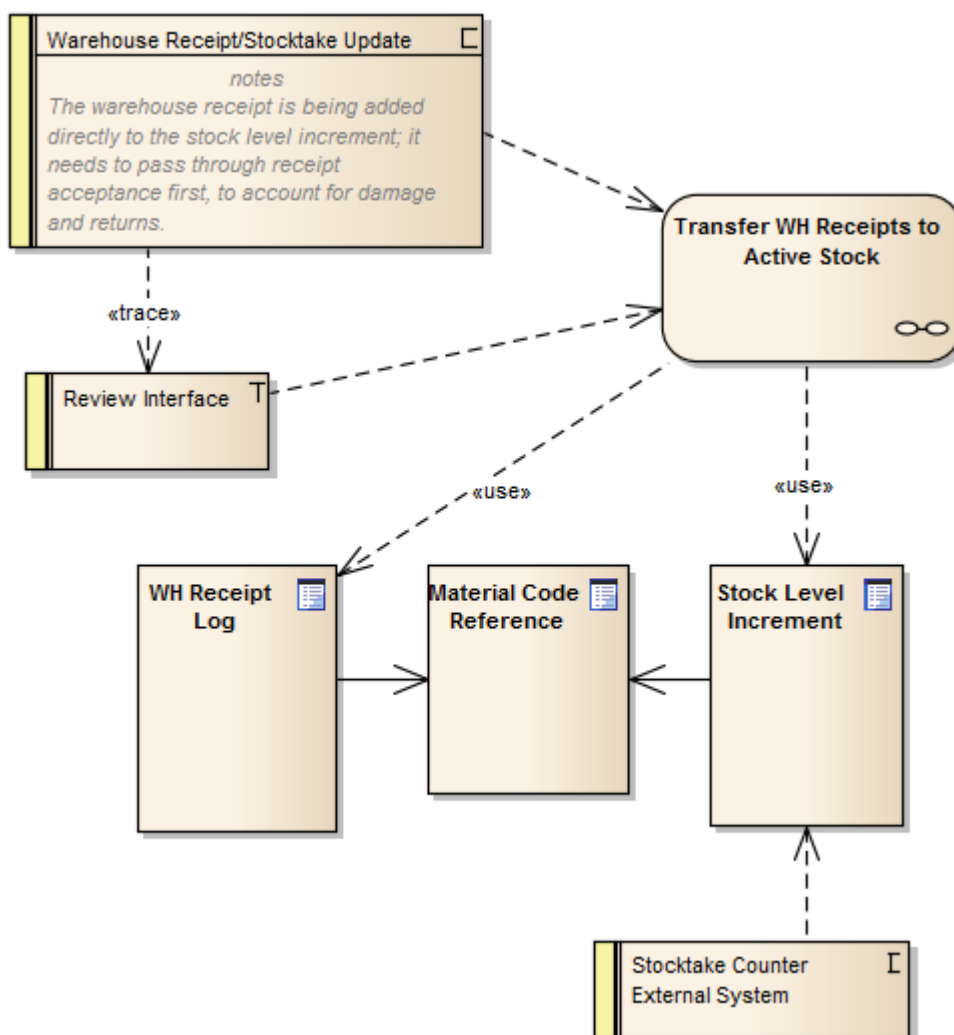 Warehouse Receipt/Stocktake Update
notes
The warehouse receipt is being added
directly to the stock level increment; it
needs to pass through receipt
acceptance first, to account for damage
and returns.
Transfer WH Receipts to
Active Stock
«trace»
Review Interface
«use»
«use»
WH Receipt
Log
Material Code
Reference
Stock Level
Increment
Stocktake Counter
External System